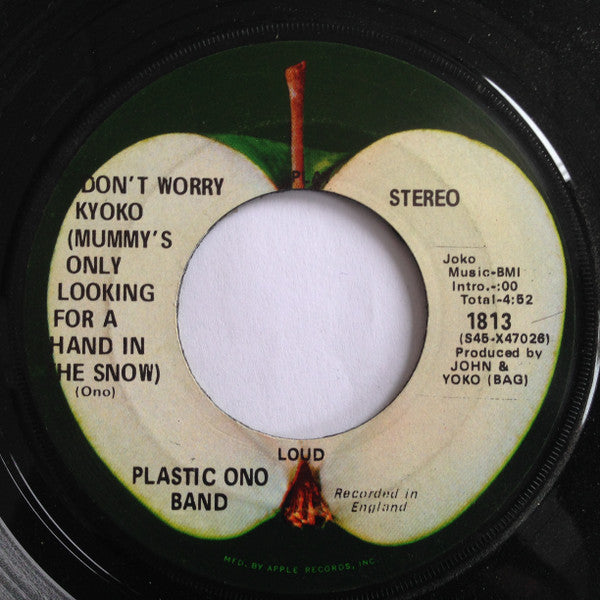 DON'T WORRY
KYOKO
(MUMMY'S
ONLY
LOOKING
FOR A
HAND IN
HE SNOW)
(Ono)
P
STEREO
Joko
Music-BMI
Intro.-:00
Total-4:52
1813
(S45-X47026)
Produced by
JOHN &
YOKO (BAG)
LOUD
PLASTIC ONO
BAND
Recorded in
England
MFD. BY APPLE RECORDS, INC.